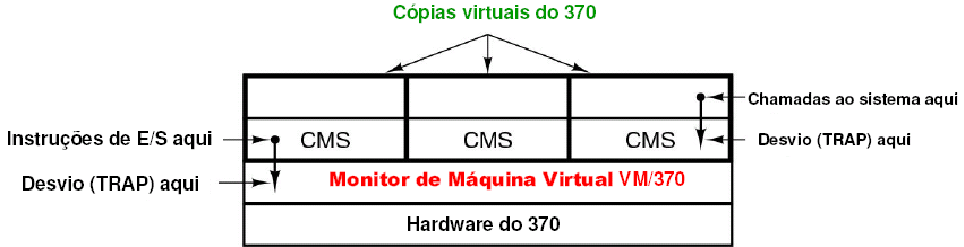 Cópias virtuais do 370
Chamadas ao sistema aqui
Instruções de E/S aqui
CMS
CMS
CMS
Desvio (TRAP) aqui
Desvio (TRAP) aqui
Monitor de Máquina Virtual VM/370
Hardware do 370